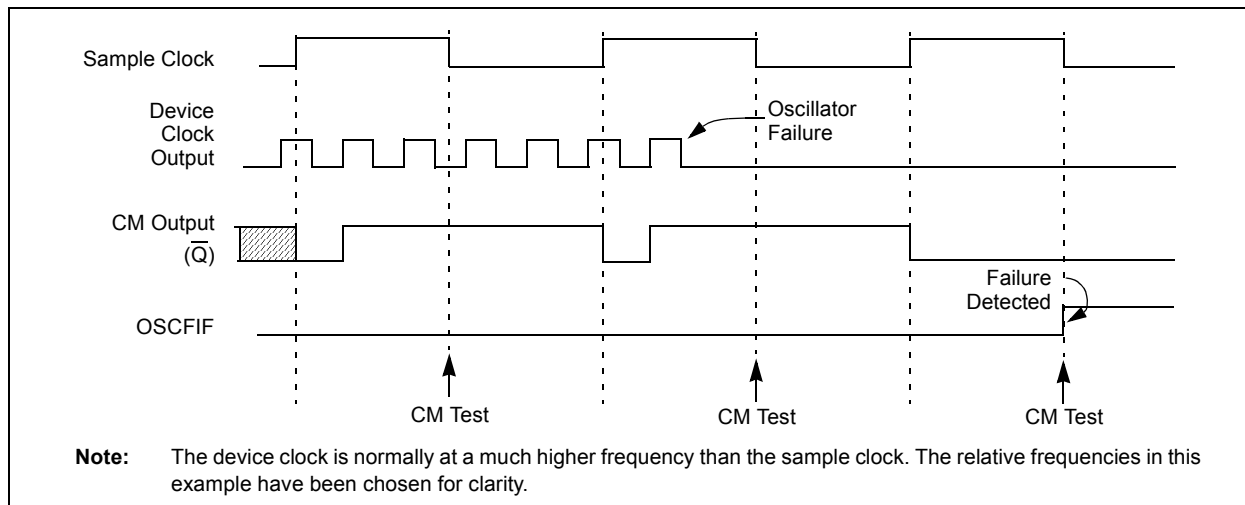 Sample Clock
Device
Clock
Output
Oscillator
Failure
CM Output
(Q̅)
Failure
Detected
OSCFIF
CM Test
CM Test
CM Test
Note: The device clock is normally at a much higher frequency than the sample clock. The relative frequencies in this
example have been chosen for clarity.